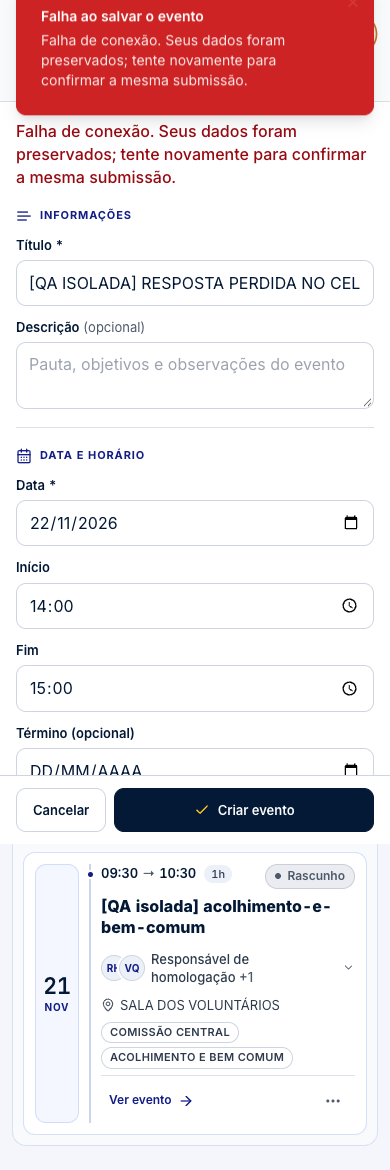 Falha ao salvar o evento
Falha de conexão. Seus dados foram
preservados; tente novamente para
confirmar a mesma submissão.
Falha de conexão. Seus dados foram
preservados; tente novamente para confirmar
a mesma submissão.
INFORMAÇÕES
Título *
[QA ISOLADO] RESPOSTA PERDIDA NO CEL
Descrição (opcional)
Pauta, objetivos e observações do evento
DATA E HORÁRIO
Data *
22/11/2026
Início
14:00
Fim
15:00
Término (opcional)
DD/MM/AAAA
Cancelar
Criar evento
09:30 → 10:30 1h
Rascunho
[QA isolado] acolhimento-e-
bem-comum
21
NOV
VQ
Responsável de
homologação +1
SALA DOS VOLUNTÁRIOS
COMISSÃO CENTRAL
ACOLHIMENTO E BEM COMUM
Ver evento →